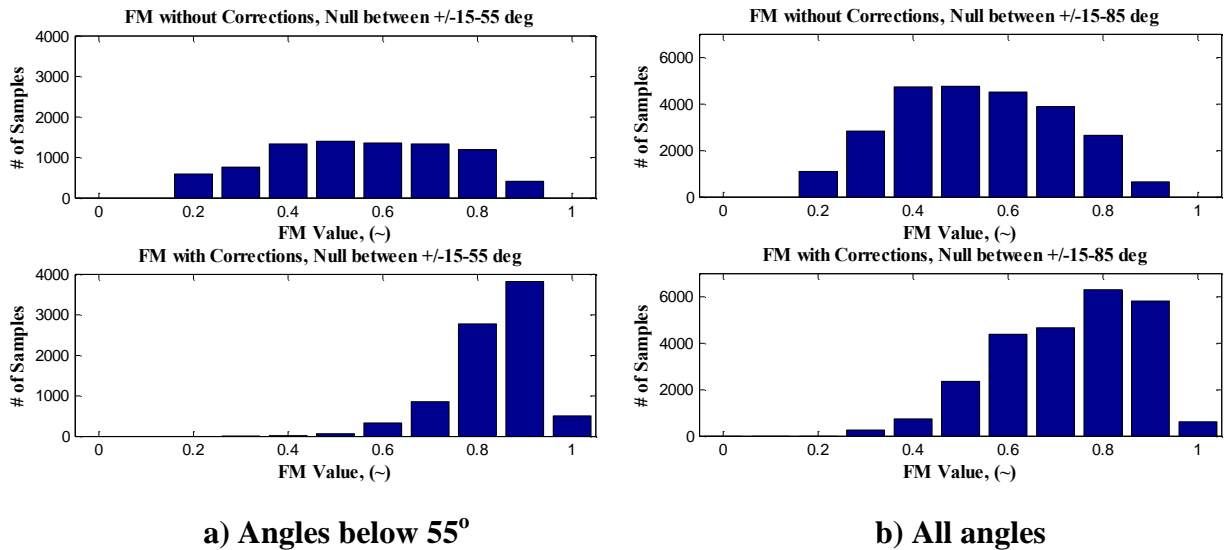 FM without Corrections, Null between +/-15-55 deg
# of Samples
4000
3000
2000
1000
0
0 0.2 0.4 0.6 0.8 1
FM Value, (~)
FM with Corrections, Null between +/-15-55 deg
# of Samples
4000
3000
2000
1000
0
0 0.2 0.4 0.6 0.8 1
FM Value, (~)
a) Angles below 55º
FM without Corrections, Null between +/-15-85 deg
# of Samples
6000
4000
2000
0
0 0.2 0.4 0.6 0.8 1
FM Value, (~)
FM with Corrections, Null between +/-15-85 deg
# of Samples
6000
4000
2000
0
0 0.2 0.4 0.6 0.8 1
FM Value, (~)
b) All angles